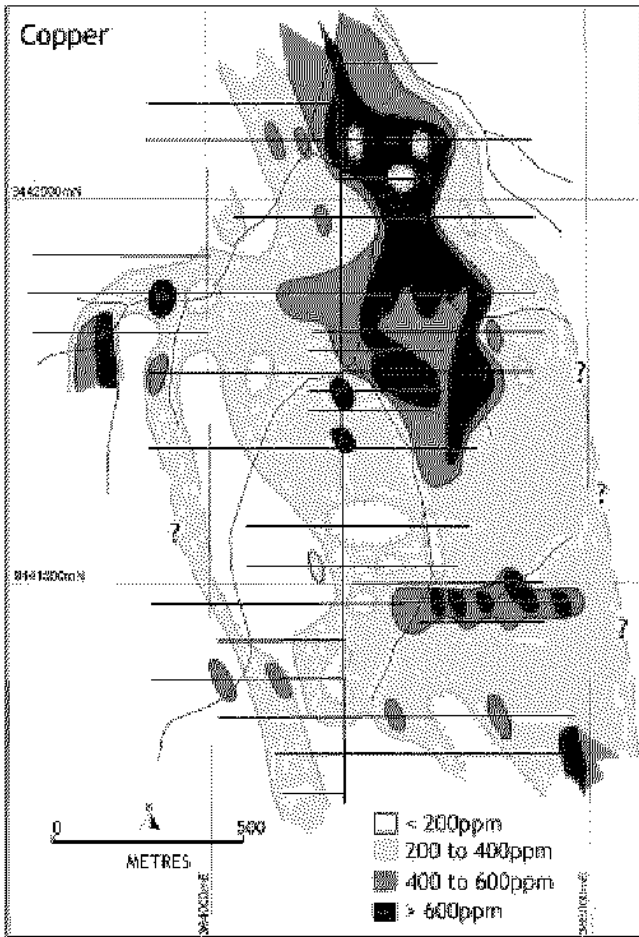 Copper
?
?
?
?
N
0 500
METRES
< 200ppm
200 to 400ppm
400 to 600ppm
> 600ppm